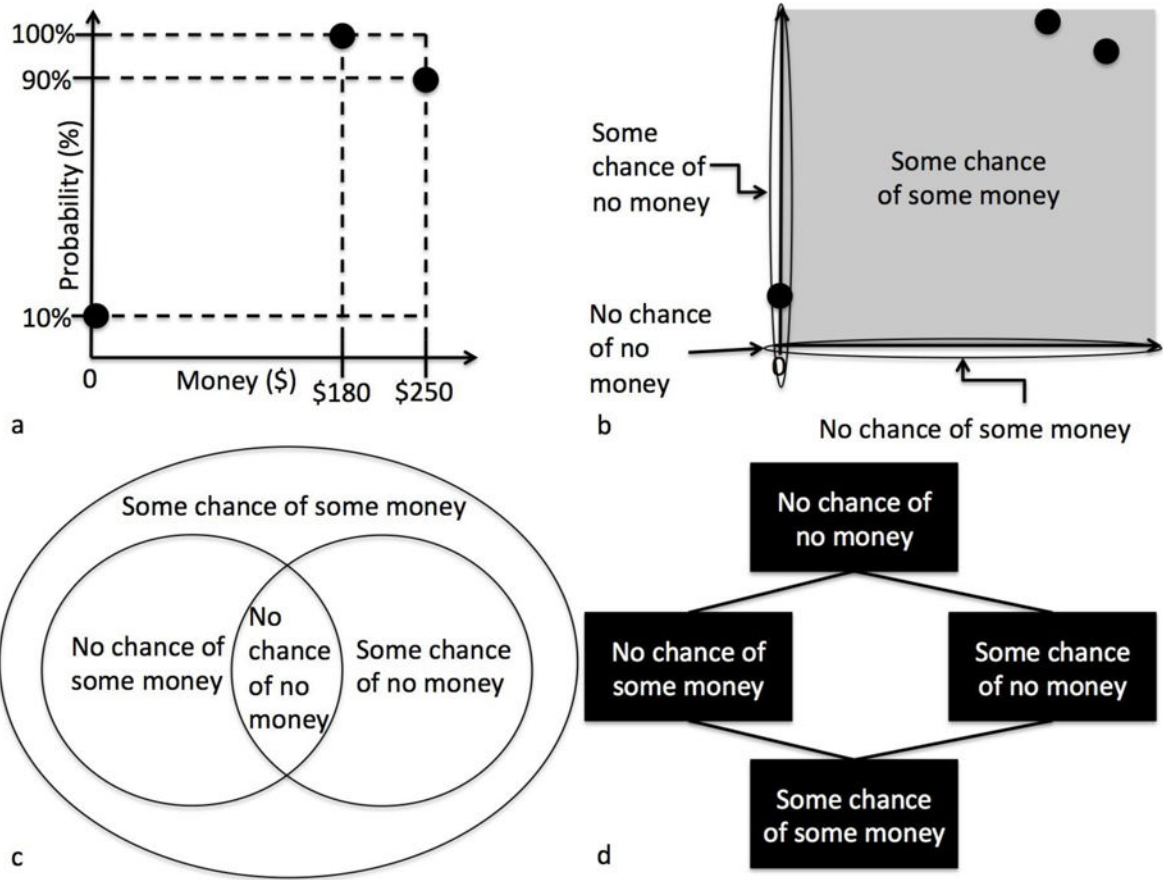 100%
90%
Probability (%)
10%
0
Money ($)
$180
$250
a
Some
chance of
no money
Some chance
of some money
No chance
of no
money
0
No chance of some money
b
Some chance of some money
No chance of
some money
No
chance
of no
money
Some chance
of no money
c
No chance of
no money
No chance of
some money
Some chance
of no money
Some chance
of some money
d